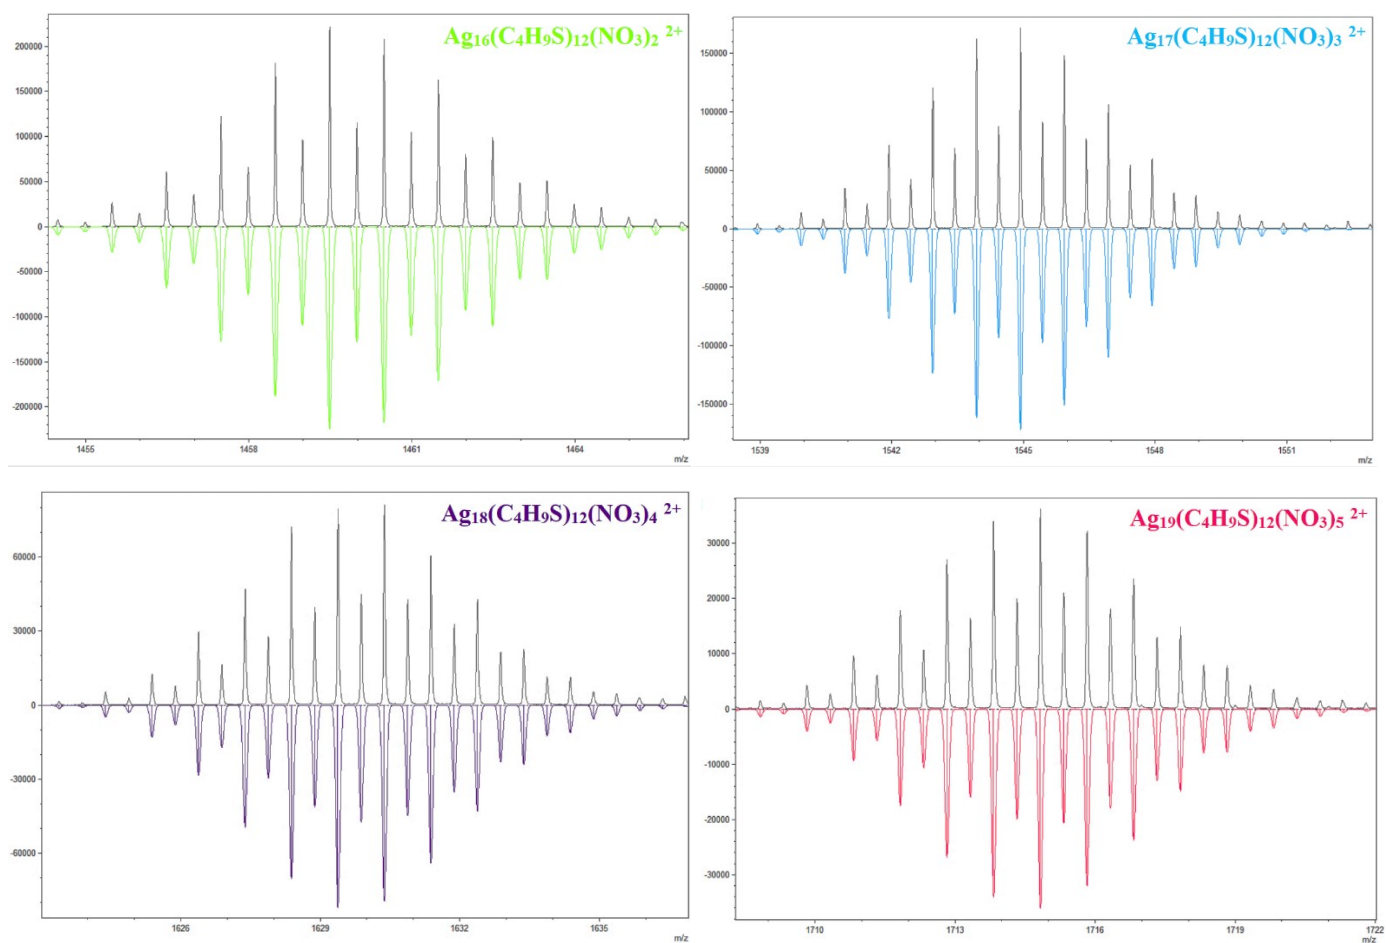 Ag₁₆(C₄H₉S)₁₂(NO₃)₂ ²⁺
200000
150000
100000
50000
0
-50000
-100000
-150000
-200000
1455 1458 1461 1464
m/z
Ag₁₇(C₄H₉S)₁₂(NO₃)₃ ²⁺
150000
100000
50000
0
-50000
-100000
-150000
1539 1542 1545 1548 1551
m/z
Ag₁₈(C₄H₉S)₁₂(NO₃)₄ ²⁺
60000
30000
0
-30000
-60000
1626 1629 1632 1635
m/z
Ag₁₉(C₄H₉S)₁₂(NO₃)₅ ²⁺
30000
20000
10000
0
-10000
-20000
-30000
1710 1713 1716 1719 1722
m/z